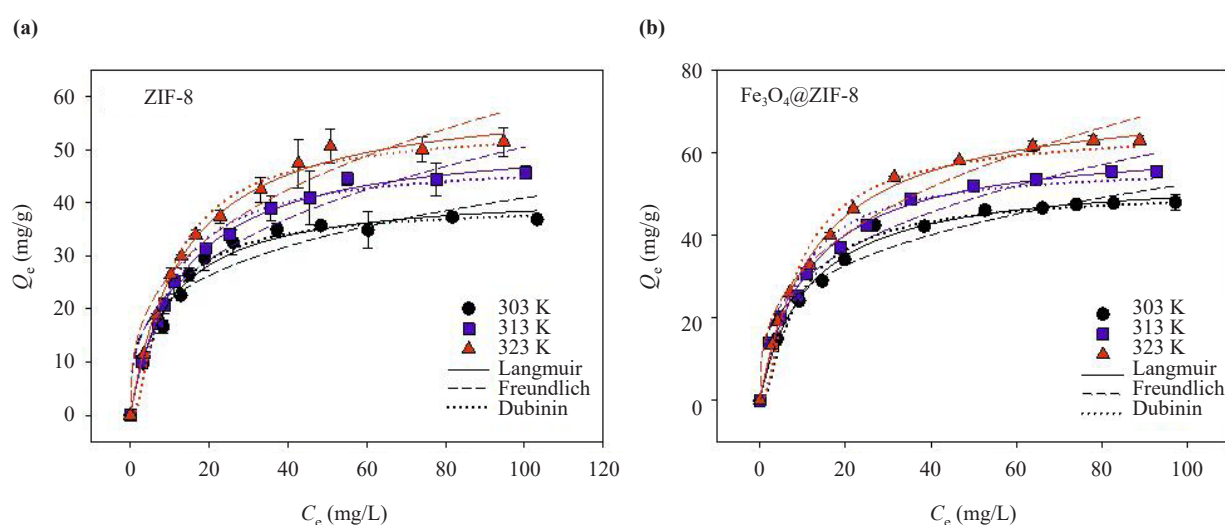 (a)
ZIF-8
60
50
40
30
20
10
0
Qe (mg/g)
303 K
313 K
323 K
Langmuir
Freundlich
Dubinin
0 20 40 60 80 100 120
Ce (mg/L)
(b)
Fe₃O₄@ZIF-8
80
60
40
20
0
Qe (mg/g)
303 K
313 K
323 K
Langmuir
Freundlich
Dubinin
0 20 40 60 80 100
Ce (mg/L)